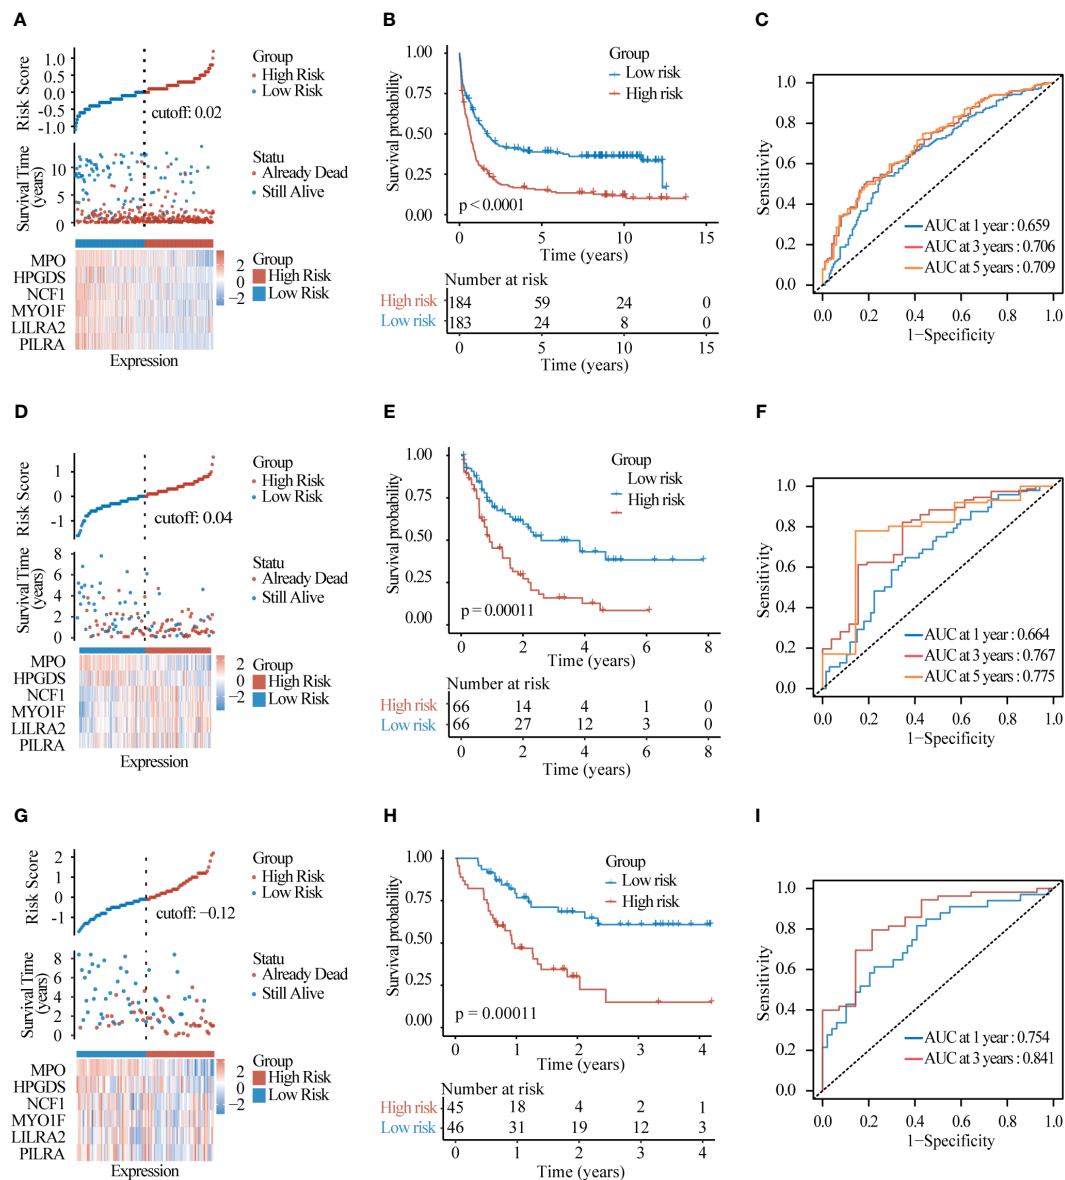 A
Risk Score
1.0
0.5
0.0
-0.5
-1.0
cutoff: 0.02
Group
High Risk
Low Risk
Survival Time
(years)
10
5
0
Statu
Already Dead
Still Alive
MPO
HPGDS
NCF1
MYO1F
LILRA2
PILRA
Expression
2
0
−2
Group
High Risk
Low Risk
B
Survival probability
1.00
0.75
0.50
0.25
0.00
Group
Low risk
High risk
p < 0.0001
0 5 10 15
Time (years)
Number at risk
High risk 184 59 24 0
Low risk 183 24 8 0
0 5 10 15
Time (years)
C
Sensitivity
1.0
0.8
0.6
0.4
0.2
0.0
AUC at 1 year : 0.659
AUC at 3 years : 0.706
AUC at 5 years : 0.709
0.0 0.2 0.4 0.6 0.8 1.0
1−Specificity
D
Risk Score
1
0
-1
cutoff: 0.04
Group
High Risk
Low Risk
Survival Time
(years)
8
6
4
2
0
Statu
Already Dead
Still Alive
MPO
HPGDS
NCF1
MYO1F
LILRA2
PILRA
Expression
2
0
−2
Group
High Risk
Low Risk
E
Survival probability
1.00
0.75
0.50
0.25
0.00
Group
Low risk
High risk
p = 0.00011
0 2 4 6 8
Time (years)
Number at risk
High risk 66 14 4 1 0
Low risk 66 27 12 3 0
0 2 4 6 8
Time (years)
F
Sensitivity
1.0
0.8
0.6
0.4
0.2
0.0
AUC at 1 year : 0.664
AUC at 3 years : 0.767
AUC at 5 years : 0.775
0.0 0.2 0.4 0.6 0.8 1.0
1−Specificity
G
Risk Score
2
1
0
-1
cutoff: −0.12
Group
High Risk
Low Risk
Survival Time
(years)
8
6
4
2
0
Statu
Already Dead
Still Alive
MPO
HPGDS
NCF1
MYO1F
LILRA2
PILRA
Expression
2
0
−2
Group
High Risk
Low Risk
H
Survival probability
1.00
0.75
0.50
0.25
0.00
Group
Low risk
High risk
p = 0.00011
0 1 2 3 4
Time (years)
Number at risk
High risk 45 18 4 2 1
Low risk 46 31 19 12 3
0 1 2 3 4
Time (years)
I
Sensitivity
1.0
0.8
0.6
0.4
0.2
0.0
AUC at 1 year : 0.754
AUC at 3 years : 0.841
0.0 0.2 0.4 0.6 0.8 1.0
1−Specificity